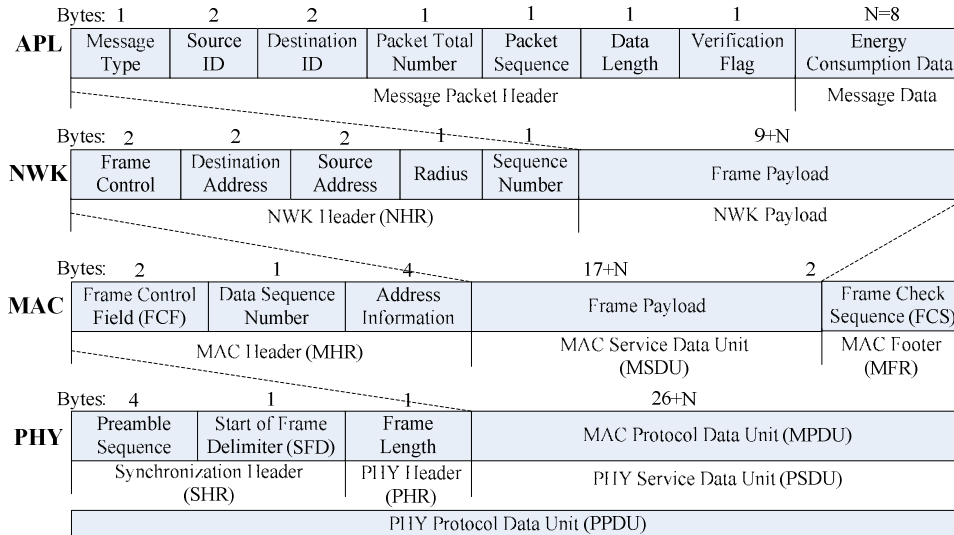 Bytes: 1 2 2 1 1 1 1 N=8
APL Message Type Source ID Destination ID Packet Total Number Packet Sequence Data Length Verification Flag Energy Consumption Data
Message Packet Header Message Data
2 2 2 1 1 9+N
NWK Frame Control Destination Address Source Address Radius Sequence Number Frame Payload
NWK Header (NHR) NWK Payload
Bytes: 2 1 4 17+N 2
MAC Frame Control Field (FCF) Data Sequence Number Address Information Frame Payload Frame Check Sequence (FCS)
MAC Header (MHR) MAC Service Data Unit (MSDU) MAC Footer (MFR)
Bytes: 4 1 1 26+N
PHY Preamble Sequence Start of Frame Delimiter (SFD) Frame Length MAC Protocol Data Unit (MPDU)
Synchronization Header (SHR) PHY Header (PHR) PHY Service Data Unit (PSDU)
PHY Protocol Data Unit (PPDU)